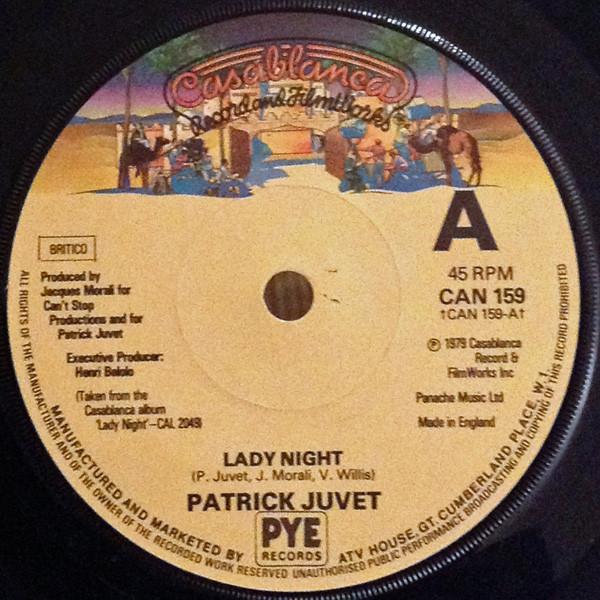 Casablanca
Record and FilmWorks
A
BRITICO
Produced by
Jacques Morali for
Can't Stop
Productions and for
Patrick Juvet
Executive Producer:
Henri Belolo
(Taken from the
Casablanca album
'Lady Night'-CAL 2049)
45 RPM
CAN 159
†CAN 159-A†
℗ 1979 Casablanca
Record &
FilmWorks Inc
Panache Music Ltd
Made in England
LADY NIGHT
(P. Juvet, J. Morali, V. Willis)
PATRICK JUVET
PYE
RECORDS
MANUFACTURED AND MARKETED BY
ATV HOUSE, GT. CUMBERLAND PLACE, W.1.
ALL RIGHTS OF THE MANUFACTURER AND OF THE OWNER OF THE RECORDED WORK RESERVED UNAUTHORISED PUBLIC PERFORMANCE BROADCASTING AND COPYING OF THIS RECORD PROHIBITED